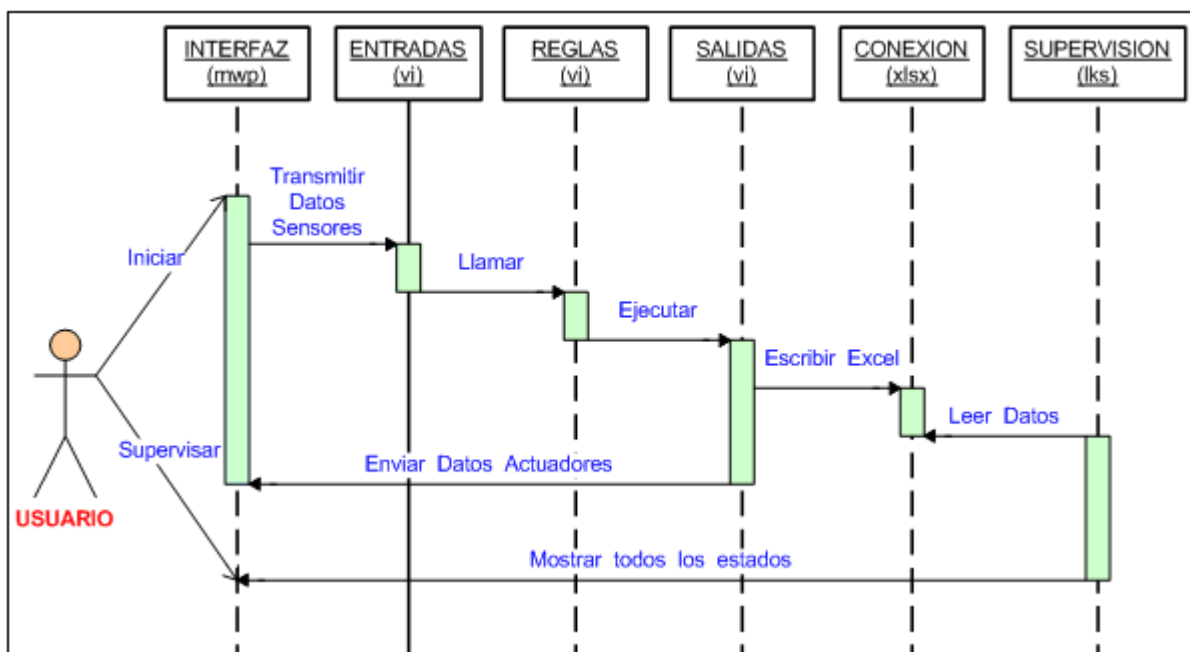 INTERFAZ
(mwp)
ENTRADAS
(vi)
REGLAS
(vi)
SALIDAS
(vi)
CONEXION
(xlsx)
SUPERVISION
(lks)
Transmitir
Datos
Sensores
Iniciar
Llamar
Ejecutar
Escribir Excel
Leer Datos
Supervisar
Enviar Datos Actuadores
USUARIO
Mostrar todos los estados